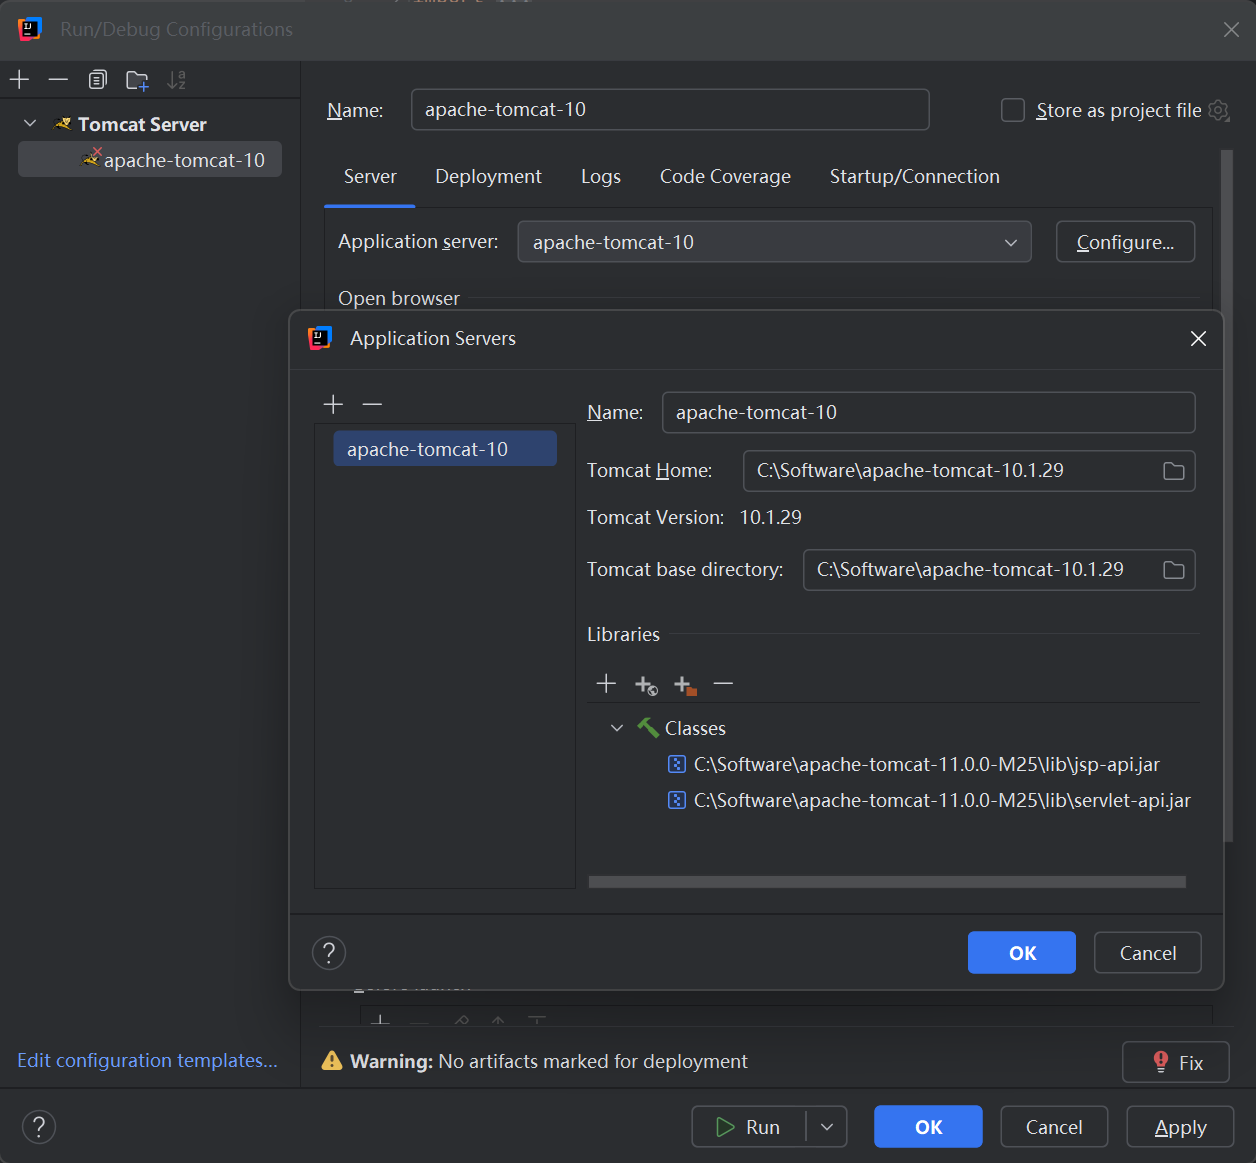 Run/Debug Configurations
Tomcat Server
apache-tomcat-10
Name: apache-tomcat-10
Store as project file
Server Deployment Logs Code Coverage Startup/Connection
Application server: apache-tomcat-10 Configure...
Open browser
Application Servers
apache-tomcat-10
Name: apache-tomcat-10
Tomcat Home: C:\Software\apache-tomcat-10.1.29
Tomcat Version: 10.1.29
Tomcat base directory: C:\Software\apache-tomcat-10.1.29
Libraries
Classes
C:\Software\apache-tomcat-11.0.0-M25\lib\jsp-api.jar
C:\Software\apache-tomcat-11.0.0-M25\lib\servlet-api.jar
? OK Cancel
Edit configuration templates...
Warning: No artifacts marked for deployment Fix
? Run OK Cancel Apply